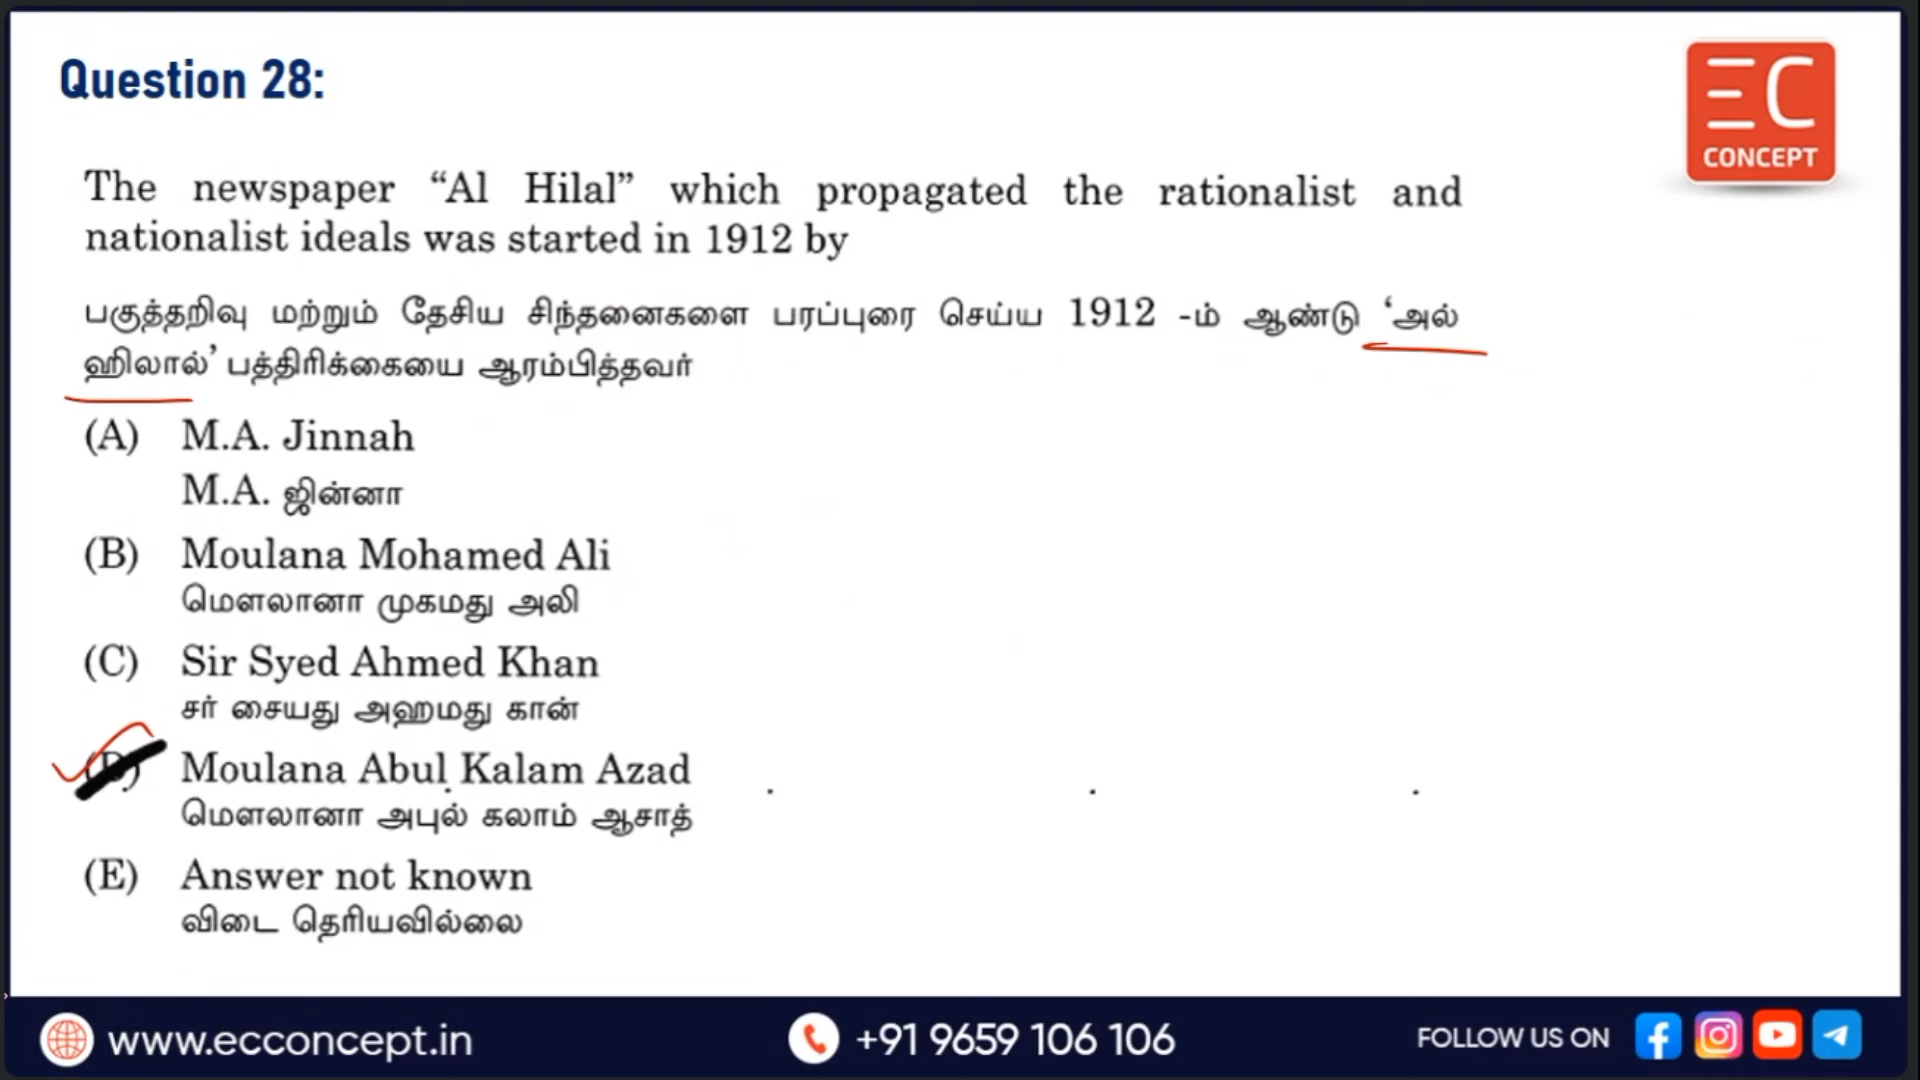 Question 28:
EC
CONCEPT
The newspaper “Al Hilal” which propagated the rationalist and
nationalist ideals was started in 1912 by
பகுத்தறிவு மற்றும் தேசிய சிந்தனைகளை பரப்புரை செய்ய 1912 -ம் ஆண்டு ‘அல்
ஹிலால்’ பத்திரிக்கையை ஆரம்பித்தவர்
(A) M.A. Jinnah
M.A. ஜின்னா
(B) Moulana Mohamed Ali
மௌலானா முகமது அலி
(C) Sir Syed Ahmed Khan
சர் சையது அஹமது கான்
(D) Moulana Abul Kalam Azad
மௌலானா அபுல் கலாம் ஆசாத்
(E) Answer not known
விடை தெரியவில்லை
www.ecconcept.in
+91 9659 106 106
FOLLOW US ON